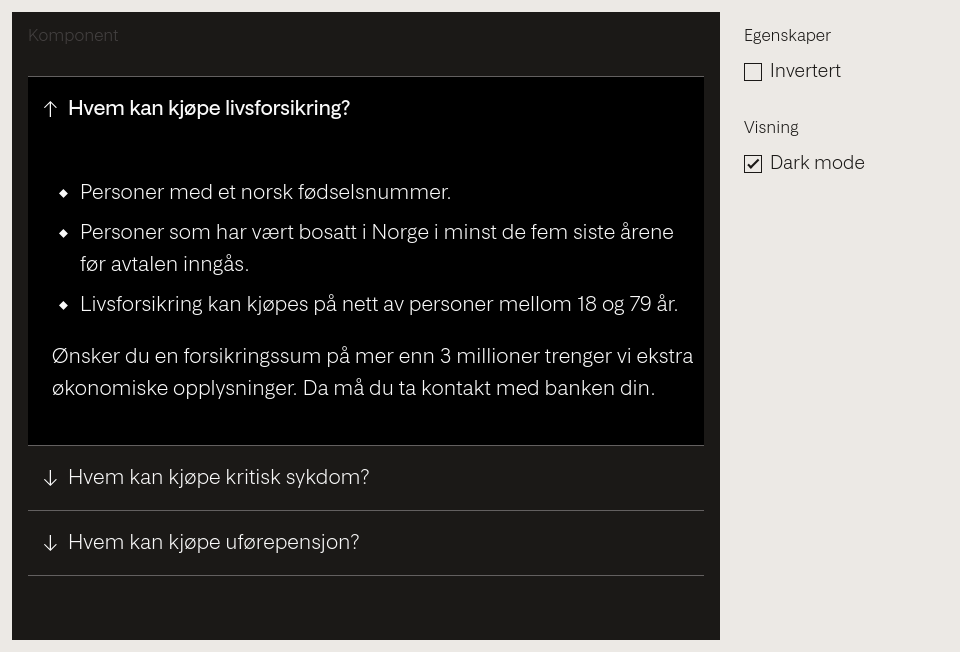 Komponent
Hvem kan kjøpe livsforsikring?
Personer med et norsk fødselsnummer.
Personer som har vært bosatt i Norge i minst de fem siste årene
før avtalen inngås.
Livsforsikring kan kjøpes på nett av personer mellom 18 og 79 år.
Ønsker du en forsikringssum på mer enn 3 millioner trenger vi ekstra
økonomiske opplysninger. Da må du ta kontakt med banken din.
Hvem kan kjøpe kritisk sykdom?
Hvem kan kjøpe uførepensjon?
Egenskaper
Invertert
Visning
Dark mode